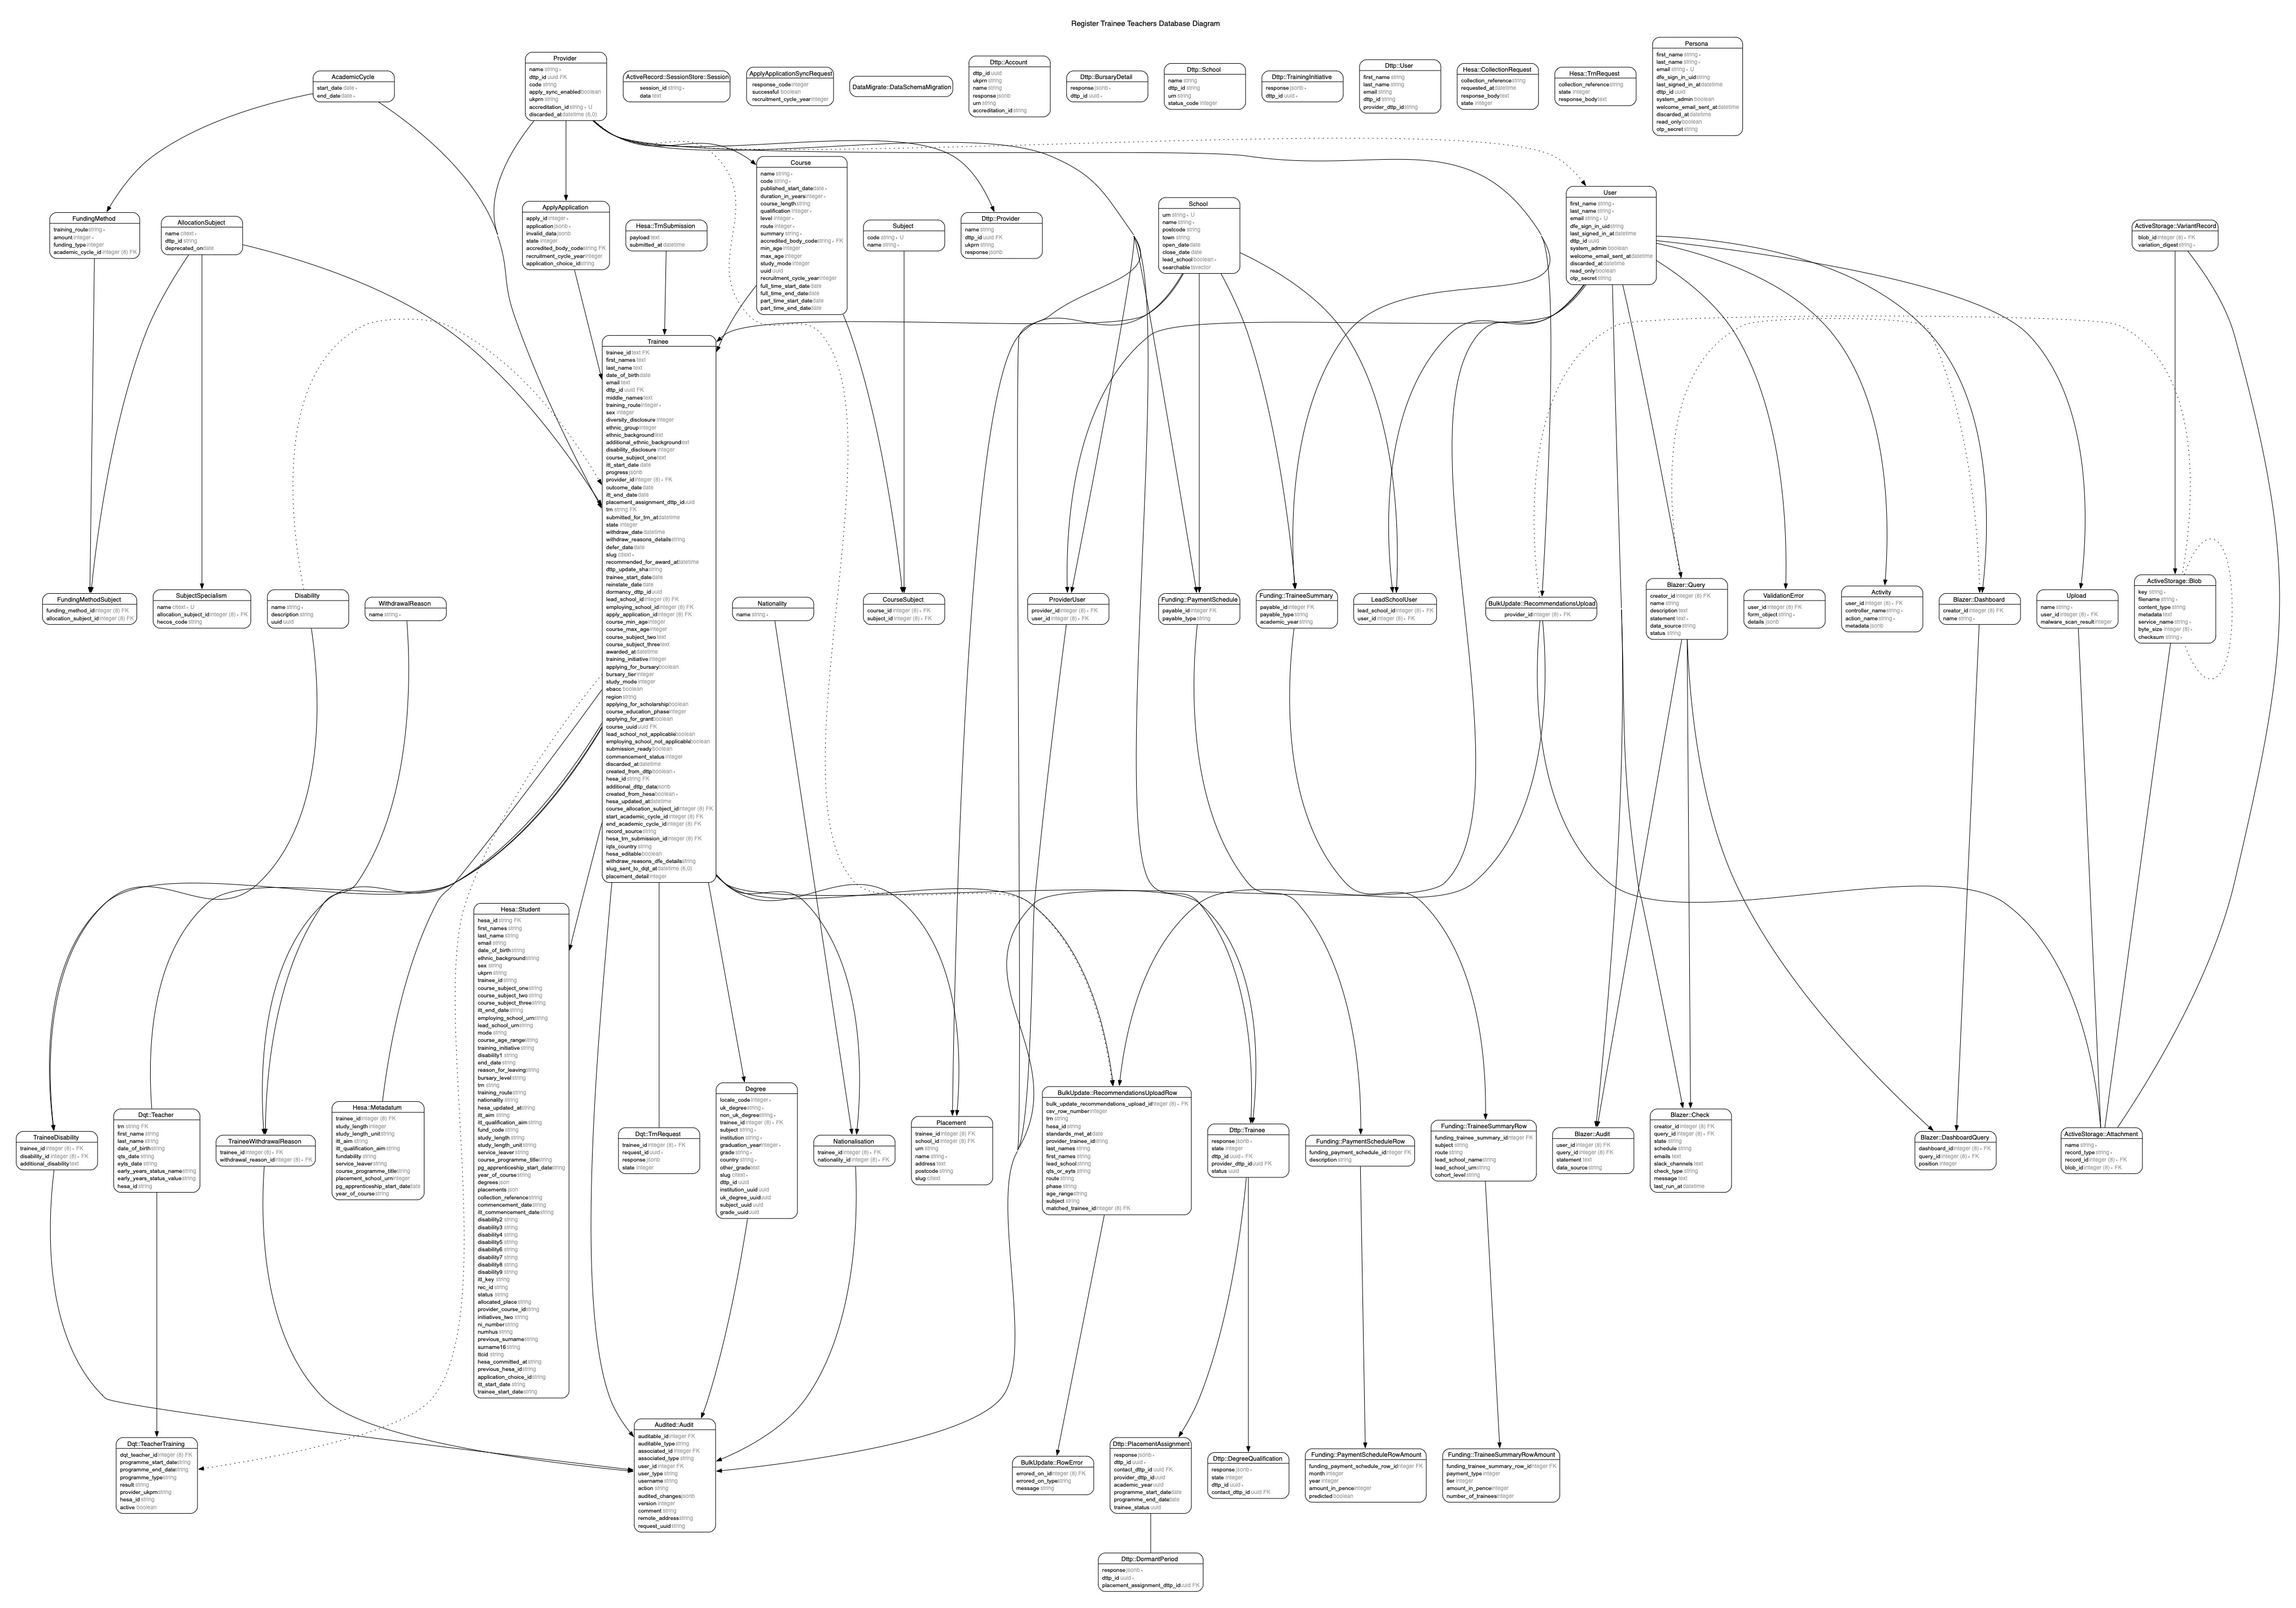 Register Trainee Teachers Database Diagram
AcademicCycle
start_date date ∗
end_date date ∗
Provider
name string ∗
dttp_id uuid FK
code string
apply_sync_enabled boolean
ukprn string
accreditation_id string ∗ U
discarded_at datetime (6,0)
ActiveRecord::SessionStore::Session
session_id string ∗
data text
ApplyApplicationSyncRequest
response_code integer
successful boolean
recruitment_cycle_year integer
DataMigrate::DataSchemaMigration
Dttp::Account
dttp_id uuid
ukprn string
name string
response jsonb
urn string
accreditation_id string
Dttp::BursaryDetail
response jsonb ∗
dttp_id uuid ∗
Dttp::School
name string
dttp_id string
urn string
status_code integer
Dttp::TrainingInitiative
response jsonb ∗
dttp_id uuid ∗
Dttp::User
first_name string
last_name string
email string
dttp_id string
provider_dttp_id string
Hesa::CollectionRequest
collection_reference string
requested_at datetime
response_body text
state integer
Hesa::TrnRequest
collection_reference string
state integer
response_body text
Persona
first_name string ∗
last_name string ∗
email string ∗ U
dfe_sign_in_uid string
last_signed_in_at datetime
dttp_id uuid
system_admin boolean
welcome_email_sent_at datetime
discarded_at datetime
read_only boolean
otp_secret string
FundingMethod
training_route string ∗
amount integer ∗
funding_type integer
academic_cycle_id integer (8) FK
AllocationSubject
name citext ∗
dttp_id string
deprecated_on date
ApplyApplication
apply_id integer ∗
application jsonb ∗
invalid_data jsonb
state integer
accredited_body_code string FK
recruitment_cycle_year integer
application_choice_id string
Hesa::TrnSubmission
payload text
submitted_at datetime
Course
name string ∗
code string ∗
published_start_date date ∗
duration_in_years integer ∗
course_length string
qualification integer ∗
level integer ∗
route integer ∗
summary string ∗
accredited_body_code string ∗ FK
min_age integer
max_age integer
study_mode integer
uuid uuid
recruitment_cycle_year integer
full_time_start_date date
full_time_end_date date
part_time_start_date date
part_time_end_date date
Subject
code string ∗ U
name string ∗
Dttp::Provider
name string
dttp_id uuid FK
ukprn string
response jsonb
School
urn string ∗ U
name string ∗
postcode string
town string
open_date date
close_date date
lead_school boolean ∗
searchable tsvector
User
first_name string ∗
last_name string ∗
email string ∗ U
dfe_sign_in_uid string
last_signed_in_at datetime
dttp_id uuid
system_admin boolean
welcome_email_sent_at datetime
discarded_at datetime
read_only boolean
otp_secret string
ActiveStorage::VariantRecord
blob_id integer (8) ∗ FK
variation_digest string ∗
Trainee
trainee_id text FK
first_names text
last_name text
date_of_birth date
email text
dttp_id uuid FK
middle_names text
training_route integer ∗
sex integer
diversity_disclosure integer
ethnic_group integer
ethnic_background text
additional_ethnic_background text
disability_disclosure integer
course_subject_one text
itt_start_date date
progress jsonb
provider_id integer (8) ∗ FK
outcome_date date
itt_end_date date
placement_assignment_dttp_id uuid
trn string FK
submitted_for_trn_at datetime
state integer
withdraw_date datetime
withdraw_reasons_details string
defer_date date
slug citext ∗
recommended_for_award_at datetime
dttp_update_sha string
trainee_start_date date
reinstate_date date
dormancy_dttp_id uuid
lead_school_id integer (8) FK
employing_school_id integer (8) FK
apply_application_id integer (8) FK
course_min_age integer
course_max_age integer
course_subject_two text
course_subject_three text
awarded_at datetime
training_initiative integer
applying_for_bursary boolean
bursary_tier integer
study_mode integer
ebacc boolean
region string
applying_for_scholarship boolean
course_education_phase integer
applying_for_grant boolean
course_uuid uuid FK
lead_school_not_applicable boolean
employing_school_not_applicable boolean
submission_ready boolean
commencement_status integer
discarded_at datetime
created_from_dttp boolean ∗
hesa_id string FK
additional_dttp_data jsonb
created_from_hesa boolean ∗
hesa_updated_at datetime
course_allocation_subject_id integer (8) FK
start_academic_cycle_id integer (8) FK
end_academic_cycle_id integer (8) FK
record_source string
hesa_trn_submission_id integer (8) FK
iqts_country string
hesa_editable boolean
withdraw_reasons_dfe_details string
slug_sent_to_dqt_at datetime (6,0)
placement_detail integer
FundingMethodSubject
funding_method_id integer (8) FK
allocation_subject_id integer (8) FK
SubjectSpecialism
name citext ∗ U
allocation_subject_id integer (8) ∗ FK
hecos_code string
Disability
name string ∗
description string
uuid uuid
WithdrawalReason
name string ∗
Nationality
name string ∗
CourseSubject
course_id integer (8) ∗ FK
subject_id integer (8) ∗ FK
ProviderUser
provider_id integer (8) ∗ FK
user_id integer (8) ∗ FK
Funding::PaymentSchedule
payable_id integer FK
payable_type string
Funding::TraineeSummary
payable_id integer FK
payable_type string
academic_year string
LeadSchoolUser
lead_school_id integer (8) ∗ FK
user_id integer (8) ∗ FK
BulkUpdate::RecommendationsUpload
provider_id integer (8) ∗ FK
Blazer::Query
creator_id integer (8) FK
name string
description text
statement text ∗
data_source string
status string
ValidationError
user_id integer (8) FK
form_object string ∗
details jsonb
Activity
user_id integer (8) ∗ FK
controller_name string ∗
action_name string ∗
metadata jsonb
Blazer::Dashboard
creator_id integer (8) FK
name string ∗
Upload
name string ∗
user_id integer (8) ∗ FK
malware_scan_result integer
ActiveStorage::Blob
key string ∗
filename string ∗
content_type string
metadata text
service_name string ∗
byte_size integer (8) ∗
checksum string ∗
Hesa::Student
hesa_id string FK
first_names string
last_name string
email string
date_of_birth string
ethnic_background string
sex string
ukprn string
trainee_id string
course_subject_one string
course_subject_two string
course_subject_three string
itt_end_date string
employing_school_urn string
lead_school_urn string
mode string
course_age_range string
training_initiative string
disability1 string
end_date string
reason_for_leaving string
bursary_level string
trn string
training_route string
nationality string
hesa_updated_at string
itt_aim string
itt_qualification_aim string
fund_code string
study_length string
study_length_unit string
service_leaver string
course_programme_title string
pg_apprenticeship_start_date string
year_of_course string
degrees json
placements json
collection_reference string
commencement_date string
itt_commencement_date string
disability2 string
disability3 string
disability4 string
disability5 string
disability6 string
disability7 string
disability8 string
disability9 string
itt_key string
rec_id string
status string
allocated_place string
provider_course_id string
initiatives_two string
ni_number string
numhus string
previous_surname string
surname16 string
ttcid string
hesa_committed_at string
previous_hesa_id string
application_choice_id string
itt_start_date string
trainee_start_date string
TraineeDisability
trainee_id integer (8) ∗ FK
disability_id integer (8) ∗ FK
additional_disability text
Dqt::Teacher
trn string FK
first_name string
last_name string
date_of_birth string
qts_date string
eyts_date string
early_years_status_name string
early_years_status_value string
hesa_id string
TraineeWithdrawalReason
trainee_id integer (8) ∗ FK
withdrawal_reason_id integer (8) ∗ FK
Hesa::Metadatum
trainee_id integer (8) FK
study_length integer
study_length_unit string
itt_aim string
itt_qualification_aim string
fundability string
service_leaver string
course_programme_title string
placement_school_urn integer
pg_apprenticeship_start_date date
year_of_course string
Dqt::TrnRequest
trainee_id integer (8) ∗ FK
request_id uuid ∗
response jsonb
state integer
Degree
locale_code integer ∗
uk_degree string ∗
non_uk_degree string ∗
trainee_id integer (8) ∗ FK
subject string ∗
institution string ∗
graduation_year integer ∗
grade string ∗
country string ∗
other_grade text
slug citext ∗
dttp_id uuid
institution_uuid uuid
uk_degree_uuid uuid
subject_uuid uuid
grade_uuid uuid
Nationalisation
trainee_id integer (8) ∗ FK
nationality_id integer (8) ∗ FK
Placement
trainee_id integer (8) ∗ FK
school_id integer (8) FK
urn string
name string ∗
address text
postcode string
slug citext
BulkUpdate::RecommendationsUploadRow
bulk_update_recommendations_upload_id integer (8) ∗ FK
csv_row_number integer
trn string
hesa_id string
standards_met_at date
provider_trainee_id string
last_names string
first_names string
lead_school string
qts_or_eyts string
route string
phase string
age_range string
subject string
matched_trainee_id integer (8) FK
Dttp::Trainee
response jsonb ∗
state integer
dttp_id uuid ∗ FK
provider_dttp_id uuid FK
status uuid
Funding::PaymentScheduleRow
funding_payment_schedule_id integer FK
description string
Funding::TraineeSummaryRow
funding_trainee_summary_id integer FK
subject string
route string
lead_school_name string
lead_school_urn string
cohort_level string
Blazer::Audit
user_id integer (8) FK
query_id integer (8) FK
statement text
data_source string
Blazer::Check
creator_id integer (8) FK
query_id integer (8) FK
state string
schedule string
emails text
slack_channels text
check_type string
message text
last_run_at datetime
Blazer::DashboardQuery
dashboard_id integer (8) ∗ FK
query_id integer (8) ∗ FK
position integer
ActiveStorage::Attachment
name string ∗
record_type string ∗
record_id integer (8) ∗ FK
blob_id integer (8) ∗ FK
Dqt::TeacherTraining
dqt_teacher_id integer (8) FK
programme_start_date string
programme_end_date string
programme_type string
result string
provider_ukprn string
hesa_id string
active boolean
Audited::Audit
auditable_id integer FK
auditable_type string
associated_id integer FK
associated_type string
user_id integer FK
user_type string
username string
action string
audited_changes jsonb
version integer
comment string
remote_address string
request_uuid string
BulkUpdate::RowError
errored_on_id integer (8) FK
errored_on_type string
message string
Dttp::PlacementAssignment
response jsonb ∗
dttp_id uuid ∗
contact_dttp_id uuid FK
provider_dttp_id uuid
academic_year uuid
programme_start_date date
programme_end_date date
trainee_status uuid
Dttp::DegreeQualification
response jsonb ∗
state integer
dttp_id uuid ∗
contact_dttp_id uuid FK
Funding::PaymentScheduleRowAmount
funding_payment_schedule_row_id integer FK
month integer
year integer
amount_in_pence integer
predicted boolean
Funding::TraineeSummaryRowAmount
funding_trainee_summary_row_id integer FK
payment_type integer
tier integer
amount_in_pence integer
number_of_trainees integer
Dttp::DormantPeriod
response jsonb ∗
dttp_id uuid ∗
placement_assignment_dttp_id uuid FK